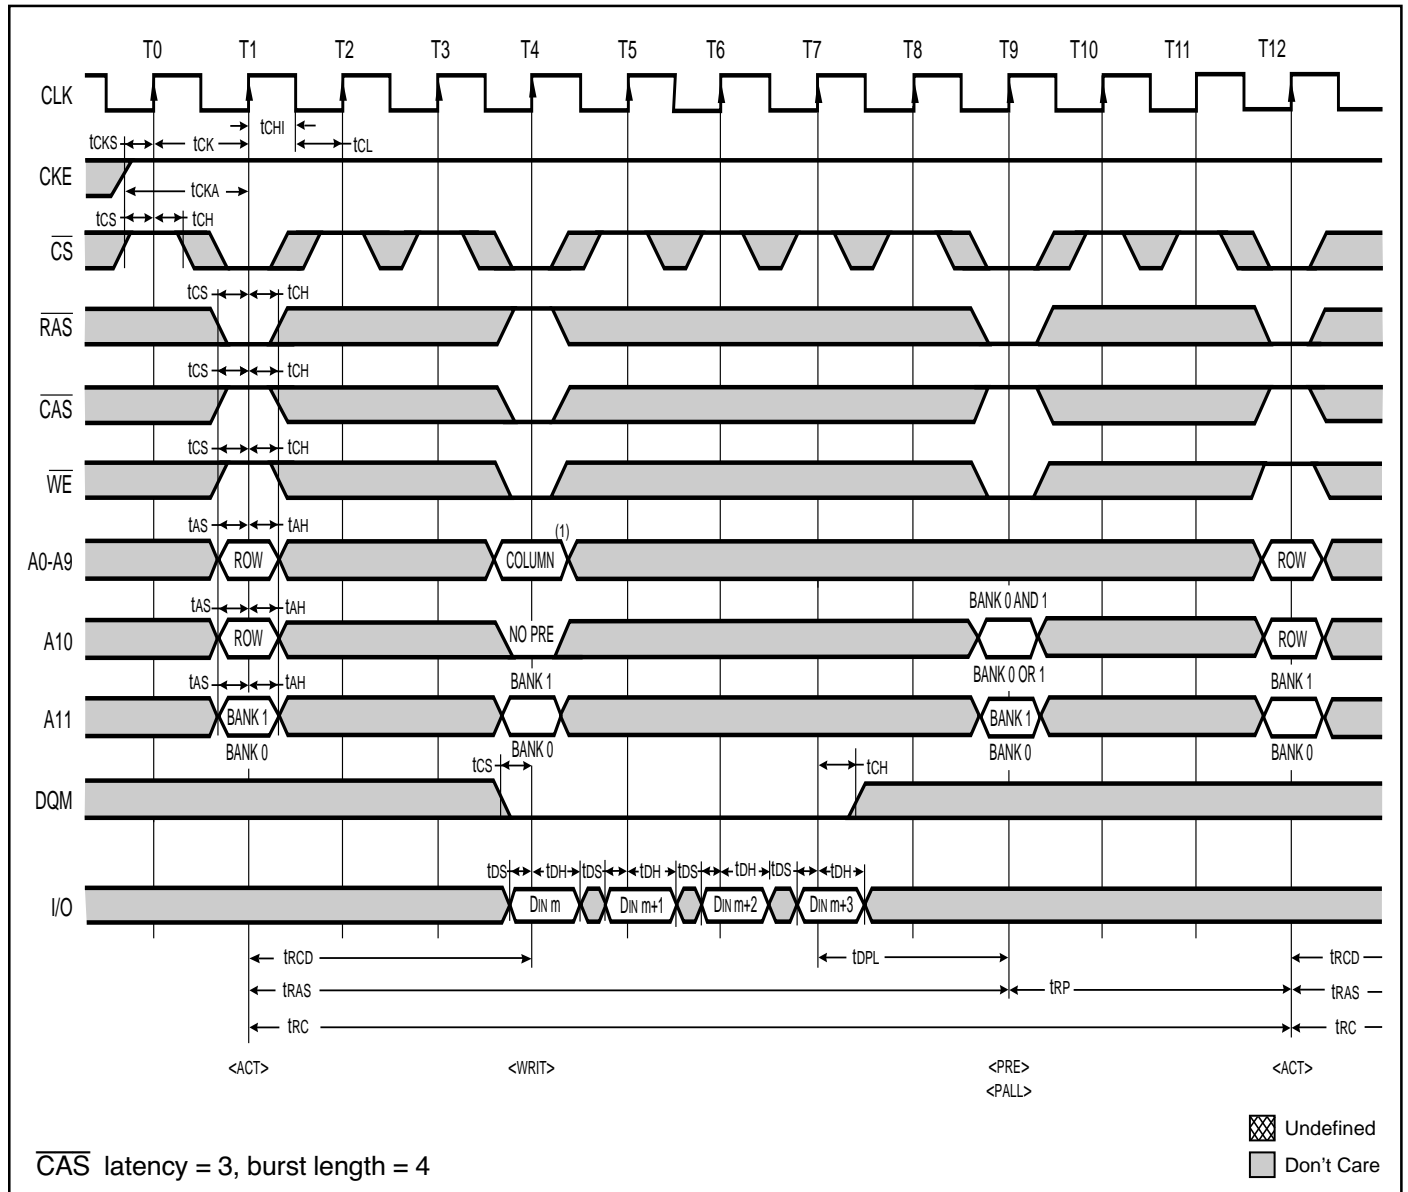 T0 T1 T2 T3 T4 T5 T6 T7 T8 T9 T10 T11 T12
CLK
tCHI
tCKS tCK tCL
CKE
tCKA
tCS tCH
CS
tCS tCH
RAS
tCS tCH
CAS
tCS tCH
WE
tAS tAH
(1)
A0-A9 ROW COLUMN ROW
tAS tAH BANK 0 AND 1
A10 ROW NO PRE ROW
tAS tAH BANK 1 BANK 0 OR 1 BANK 1
A11 BANK 1 BANK 1
BANK 0 BANK 0 BANK 0 BANK 0
tCS tCH
DQM
tDS tDH tDS tDH tDS tDH tDS tDH
I/O DIN m DIN m+1 DIN m+2 DIN m+3
tRCD tDPL tRCD
tRAS tRP tRAS
tRC tRC
<ACT> <WRIT> <PRE> <ACT>
<PALL>
Undefined
CAS latency = 3, burst length = 4
Don't Care